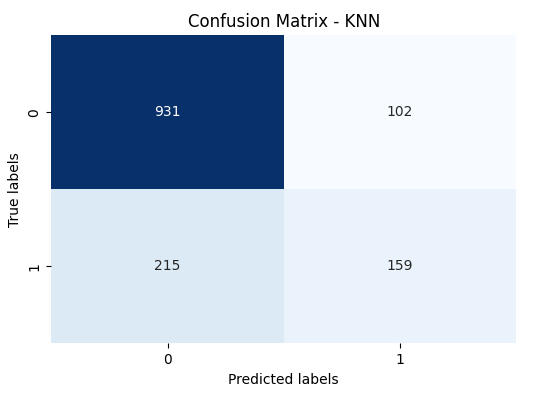 Confusion Matrix - KNN
True labels
0
931
102
1
215
159
0
1
Predicted labels